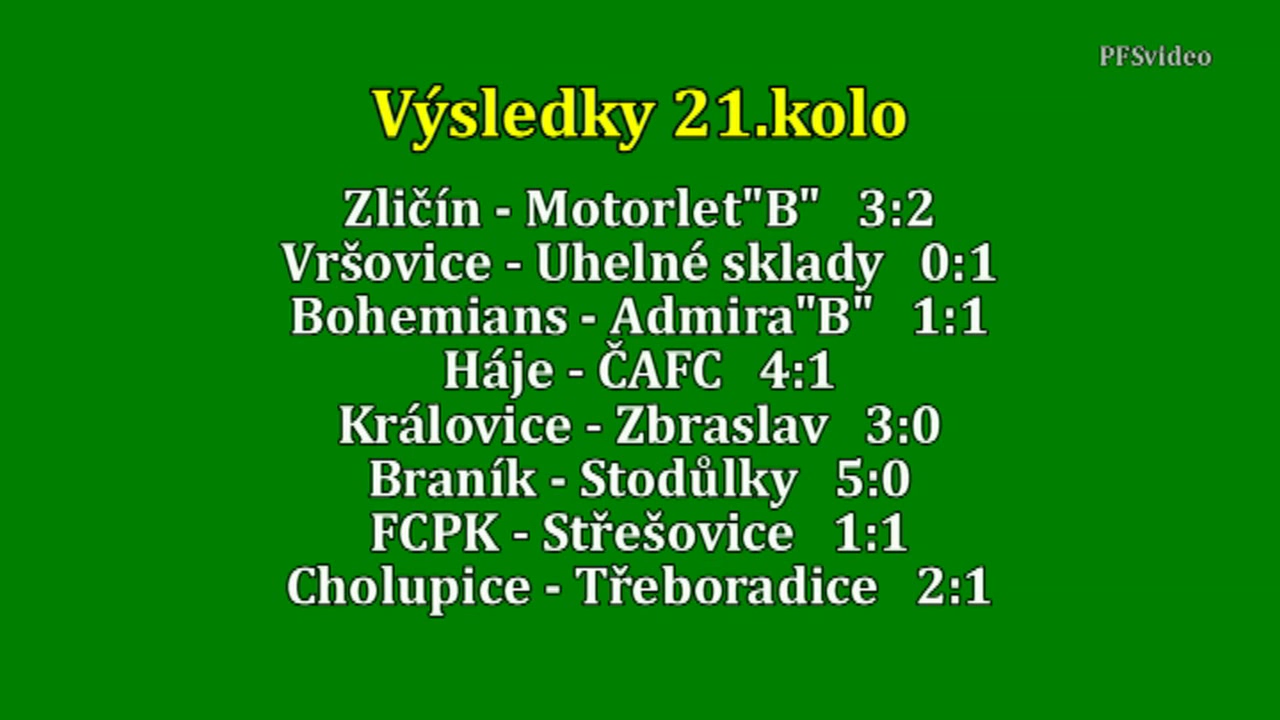 PFSvideo
Výsledky 21.kolo
Zličín - Motorlet"B" 3:2
Vršovice - Uhelné sklady 0:1
Bohemians - Admira"B" 1:1
Háje - ČAFC 4:1
Královice - Zbraslav 3:0
Braník - Stodůlky 5:0
FCPK - Střešovice 1:1
Cholupice - Třeboradice 2:1